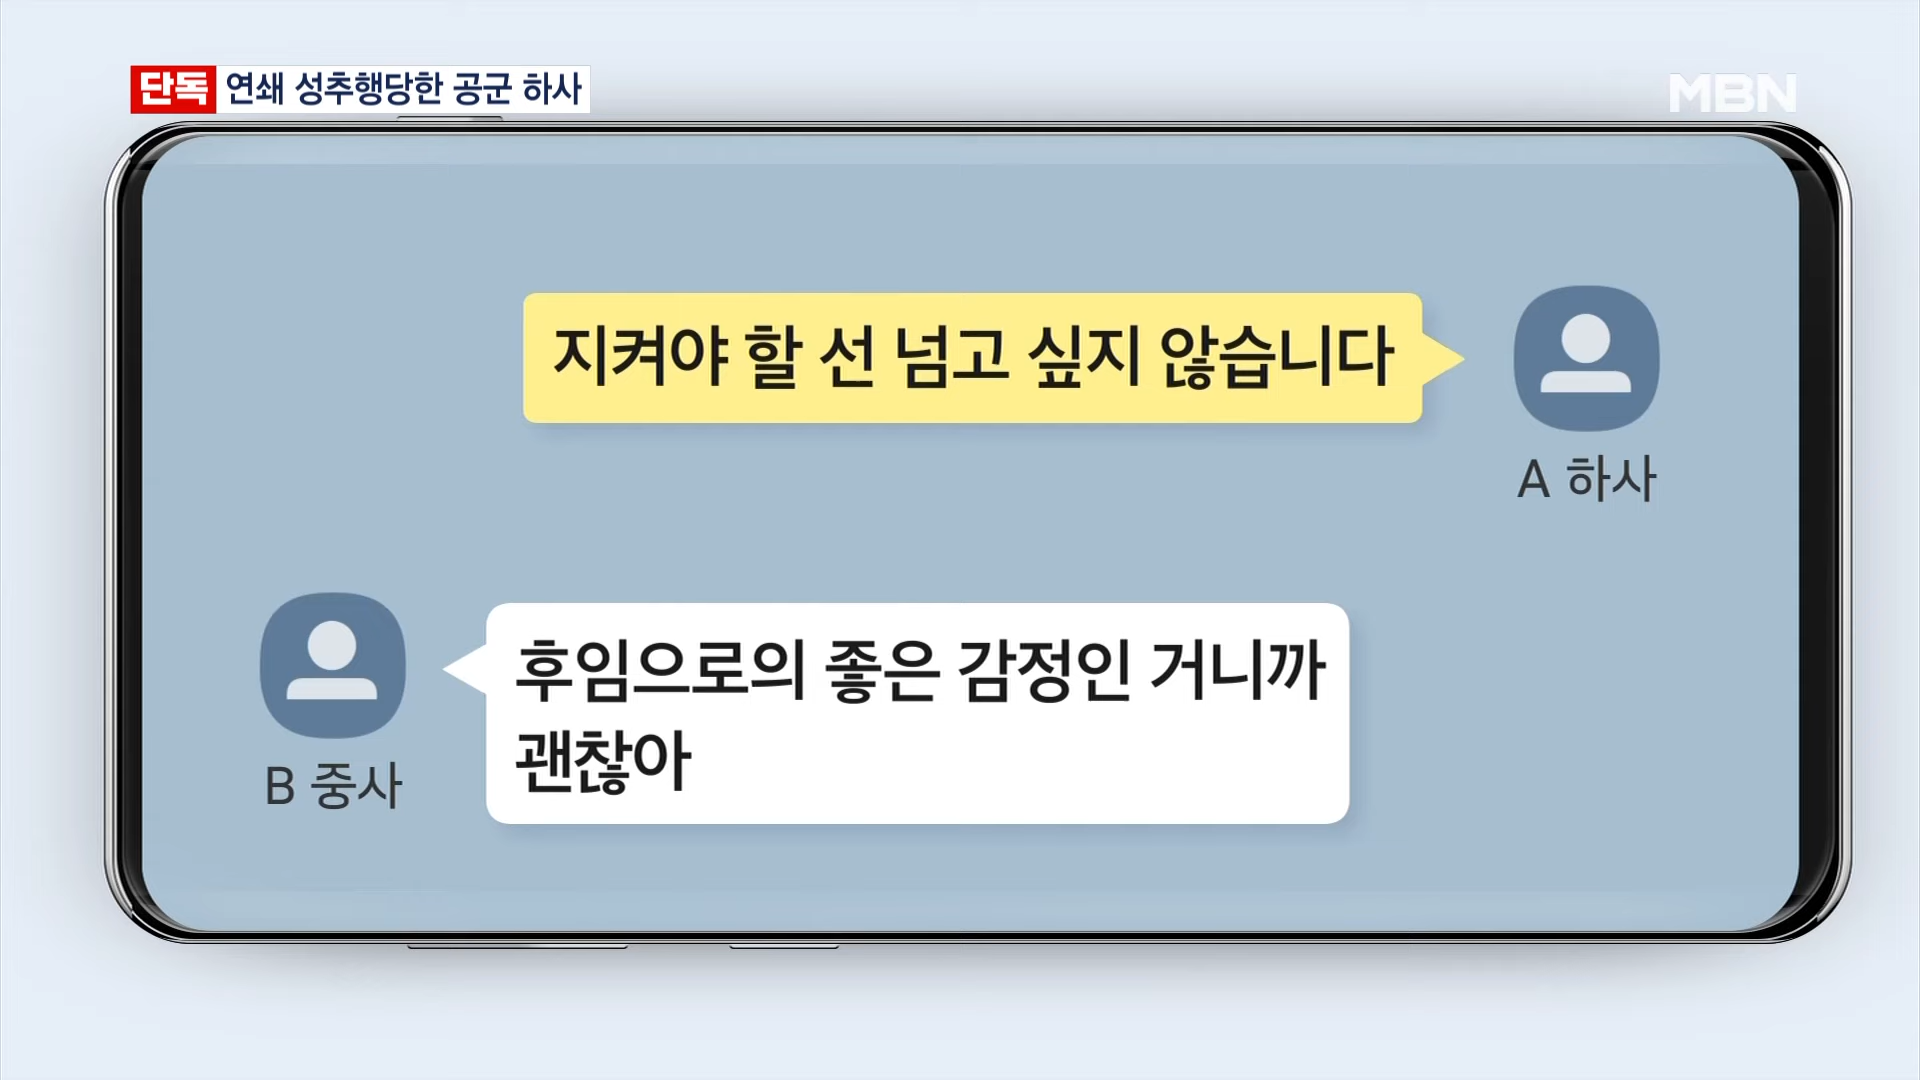 단독 연쇄 성추행당한 공군 하사
MBN
지켜야 할 선 넘고 싶지 않습니다
A 하사
후임으로의 좋은 감정인 거니까
괜찮아
B 중사